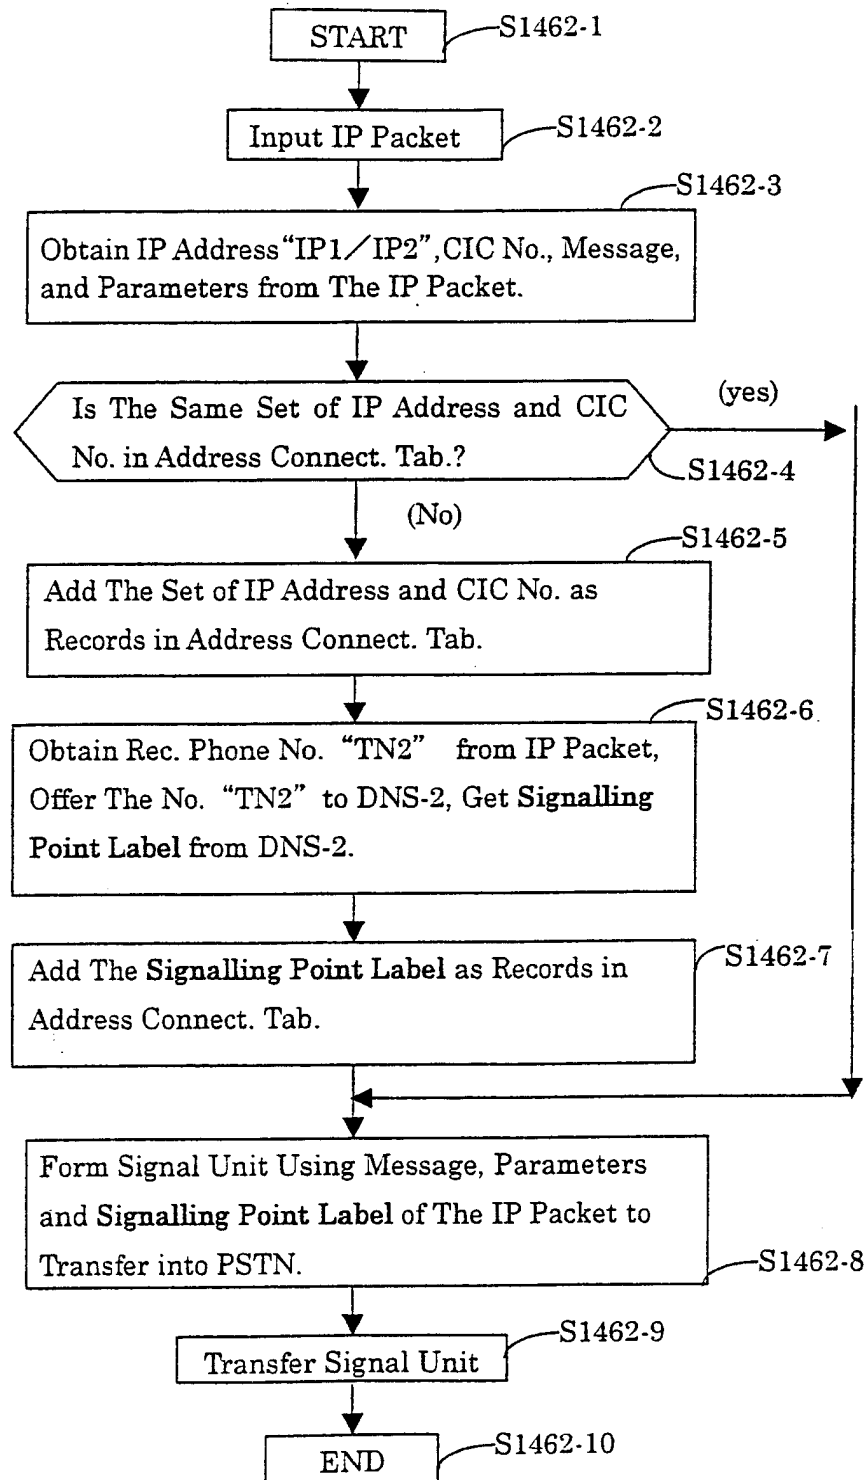 START
S1462-1
Input IP Packet
S1462-2
S1462-3
Obtain IP Address “IP1／IP2”,CIC No., Message,
and Parameters from The IP Packet.
Is The Same Set of IP Address and CIC
No. in Address Connect. Tab.?
(yes)
S1462-4
(No)
S1462-5
Add The Set of IP Address and CIC No. as
Records in Address Connect. Tab.
S1462-6
Obtain Rec. Phone No. “TN2” from IP Packet,
Offer The No. “TN2” to DNS-2, Get Signalling
Point Label from DNS-2.
S1462-7
Add The Signalling Point Label as Records in
Address Connect. Tab.
Form Signal Unit Using Message, Parameters
and Signalling Point Label of The IP Packet to
Transfer into PSTN.
S1462-8
S1462-9
Transfer Signal Unit
S1462-10
END